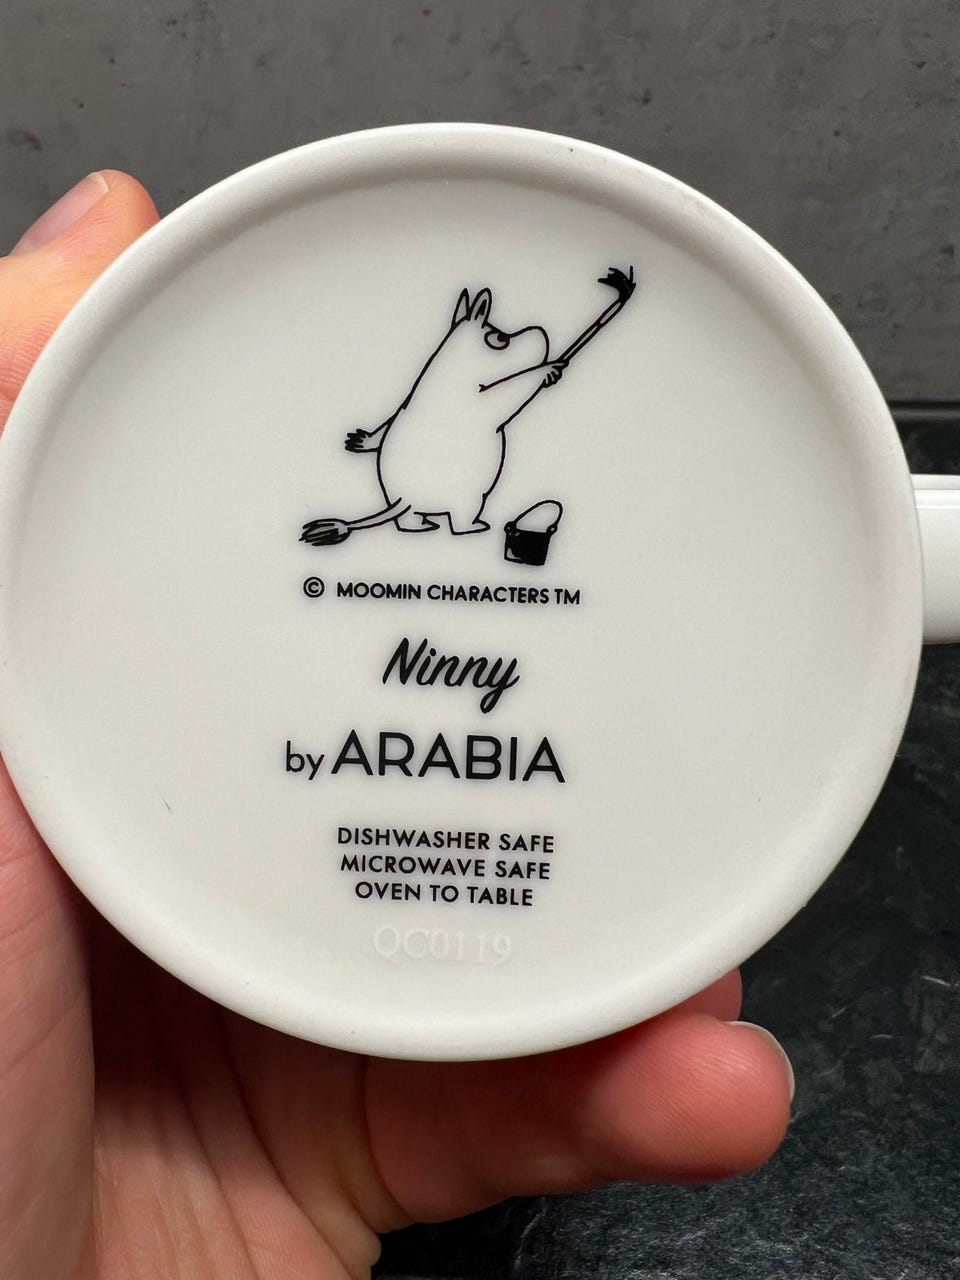 © MOOMIN CHARACTERS TM
Ninny
by ARABIA
DISHWASHER SAFE
MICROWAVE SAFE
OVEN TO TABLE
QC0119